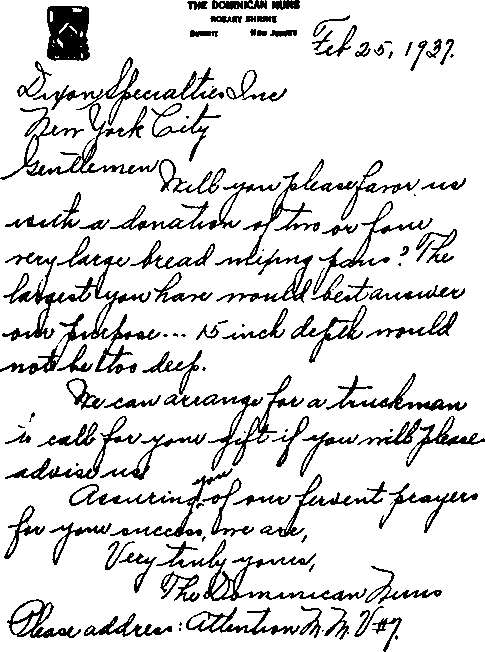 THE DOMINICAN NUNS
ROSARY SHRINE
SUMMIT NEW JERSEY
Feb 25, 1937.
Dixon Specialties Inc
New York City
Gentlemen
Will you please favor us
with a donation of two or four
very large bread mixing pans? The
largest you have would best answer
our purpose... 15 inch depth would
not be too deep.
We can arrange for a truckman
to call for your gift if you will please
advise us.
Assuring you of our fervent prayers
for your success, we are,
Very truly yours,
The Dominican Nuns
Please address: Attention M. M. V #7.